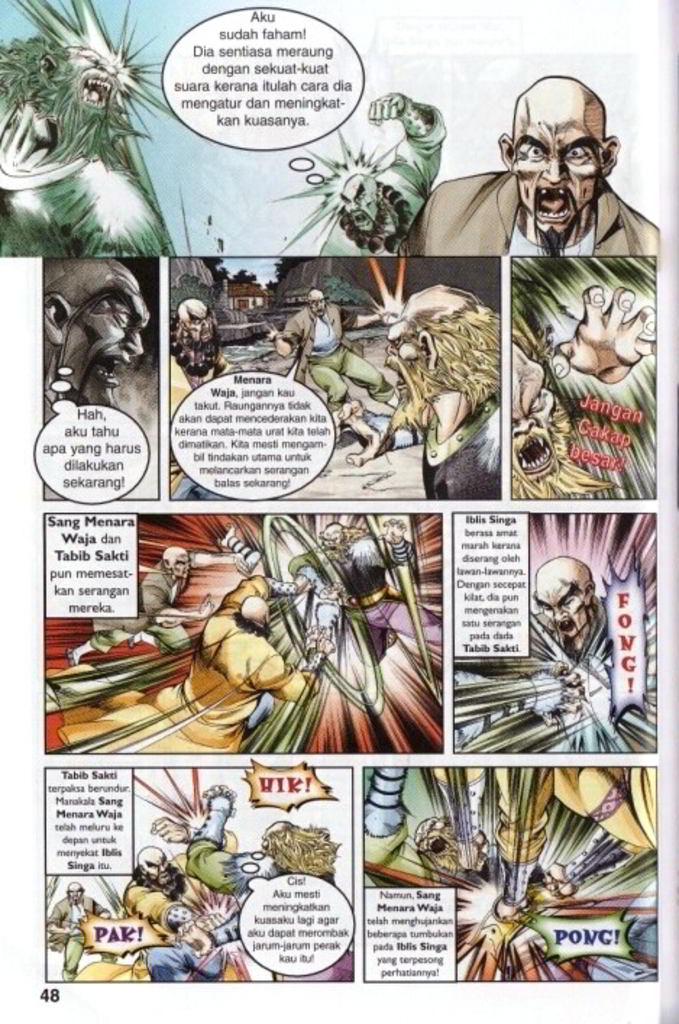 Aku
sudah faham!
Dia sentiasa meraung
dengan sekuat-kuat
suara kerana itulah cara dia
mengatur dan meningkat-
kan kuasanya.
Hah,
aku tahu
apa yang harus
dilakukan
sekarang!
Menara
Waja, jangan kau
takut. Raungannya tidak
akan dapat mencederakan kita
kerana mata-mata urat kita telah
dimatikan. Kita mesti mengam-
bil tindakan utama untuk
melancarkan serangan
balas sekarang!
Jangan
Cakap
besar!
Sang Menara
Waja dan
Tabib Sakti
pun memesat-
kan serangan
mereka.
Iblis Singa
berasa amat
marah kerana
diserang oleh
lawan-lawannya.
Dengan secepat
kilat, dia pun
mengenakan
satu serangan
pada dada
Tabib Sakti.
FONG!
Tabib Sakti
terpaksa berundur.
Manakala Sang
Menara Waja
telah meluru ke
depan untuk
menyekat Iblis
Singa itu.
HIK!
PAK!
Cis!
Aku mesti
meningkatkan
kuasaku lagi agar
aku dapat merombak
jarum-jarum perak
kau itu!
Namun, Sang
Menara Waja
telah menghujankan
beberapa tumbukan
pada Iblis Singa
yang terpesong
perhatiannya!
PONG!
48